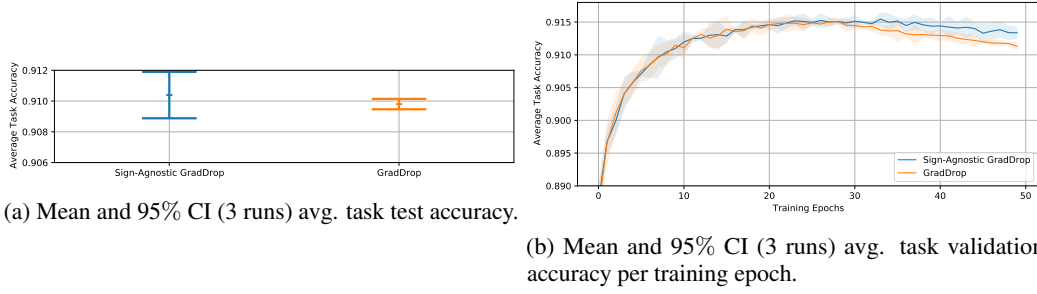 0.912
0.910
0.908
0.906
Average Task Accuracy
Sign-Agnostic GradDrop
GradDrop
(a) Mean and 95% CI (3 runs) avg. task test accuracy.
0.915
0.910
0.905
0.900
0.895
0.890
Average Task Accuracy
Sign-Agnostic GradDrop
GradDrop
0
10
20
30
40
50
Training Epochs
(b) Mean and 95% CI (3 runs) avg. task validation
accuracy per training epoch.